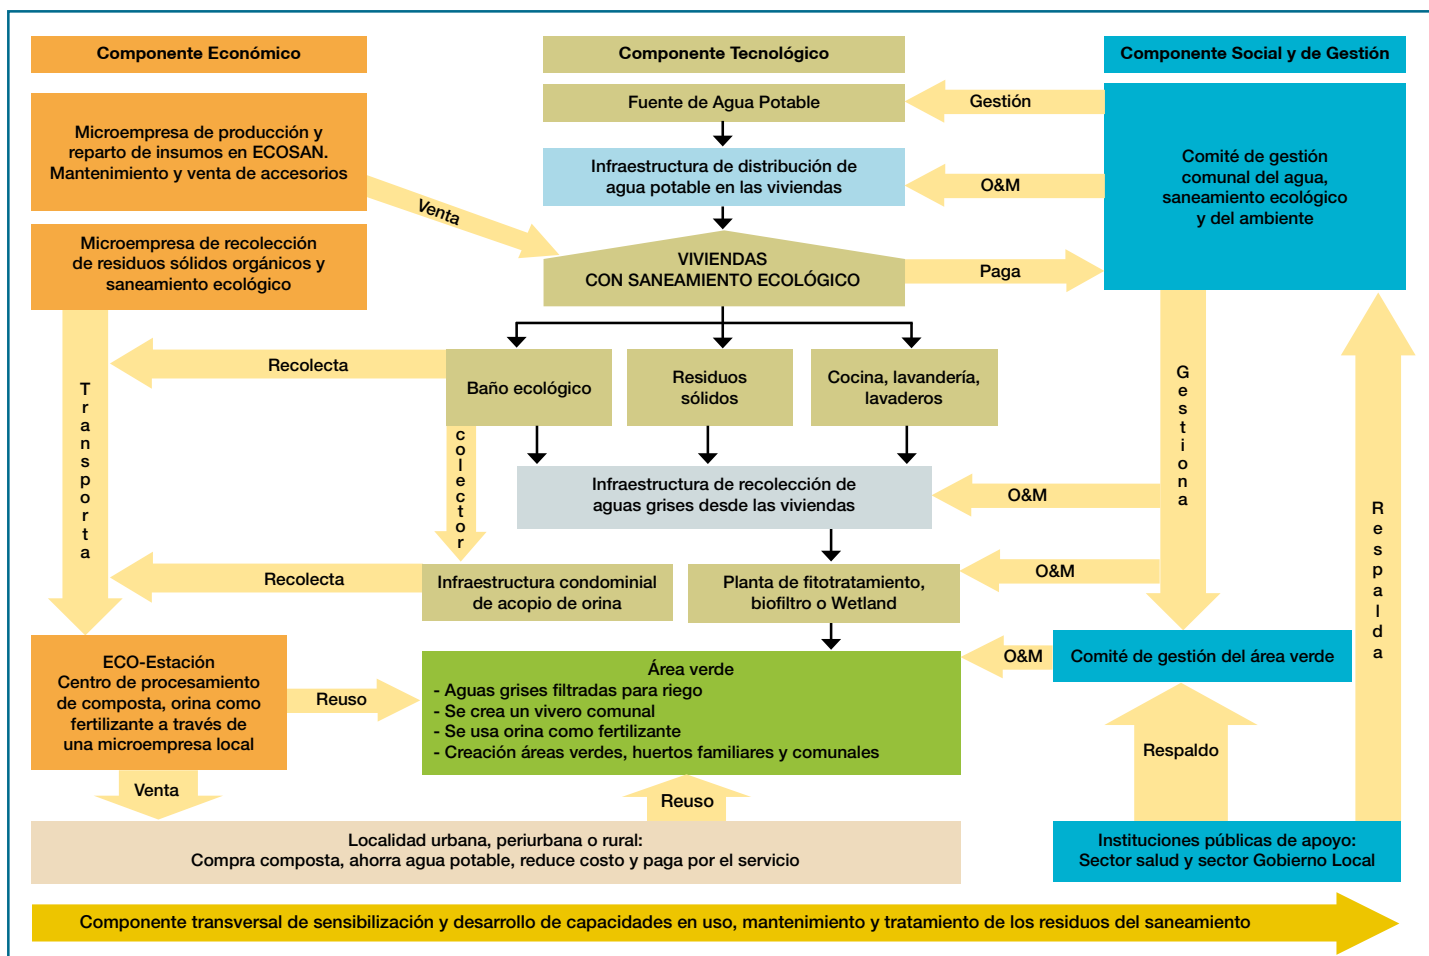 Componente Económico
Componente Tecnológico
Componente Social y de Gestión
Microempresa de producción y
reparto de insumos en ECOSAN.
Mantenimiento y venta de accesorios
Fuente de Agua Potable
Gestión
Infraestructura de distribución de
agua potable en las viviendas
O&M
Comité de gestión
comunal del agua,
saneamiento ecológico
y del ambiente
Venta
Microempresa de recolección
de residuos sólidos orgánicos y
saneamiento ecológico
VIVIENDAS
CON SANEAMIENTO ECOLÓGICO
Paga
Transporta
Recolecta
Baño ecológico
Residuos
sólidos
Cocina, lavandería,
lavaderos
Gestiona
Respalda
colector
Infraestructura de recolección de
aguas grises desde las viviendas
O&M
Recolecta
Infraestructura condominial
de acopio de orina
Planta de fitotratamiento,
biofiltro o Wetland
O&M
ECO-Estación
Centro de procesamiento
de composta, orina como
fertilizante a través de
una microempresa local
Reuso
Área verde
- Aguas grises filtradas para riego
- Se crea un vivero comunal
- Se usa orina como fertilizante
- Creación áreas verdes, huertos familiares y comunales
O&M
Comité de gestión del área verde
Respaldo
Venta
Reuso
Localidad urbana, periurbana o rural:
Compra composta, ahorra agua potable, reduce costo y paga por el servicio
Instituciones públicas de apoyo:
Sector salud y sector Gobierno Local
Componente transversal de sensibilización y desarrollo de capacidades en uso, mantenimiento y tratamiento de los residuos del saneamiento